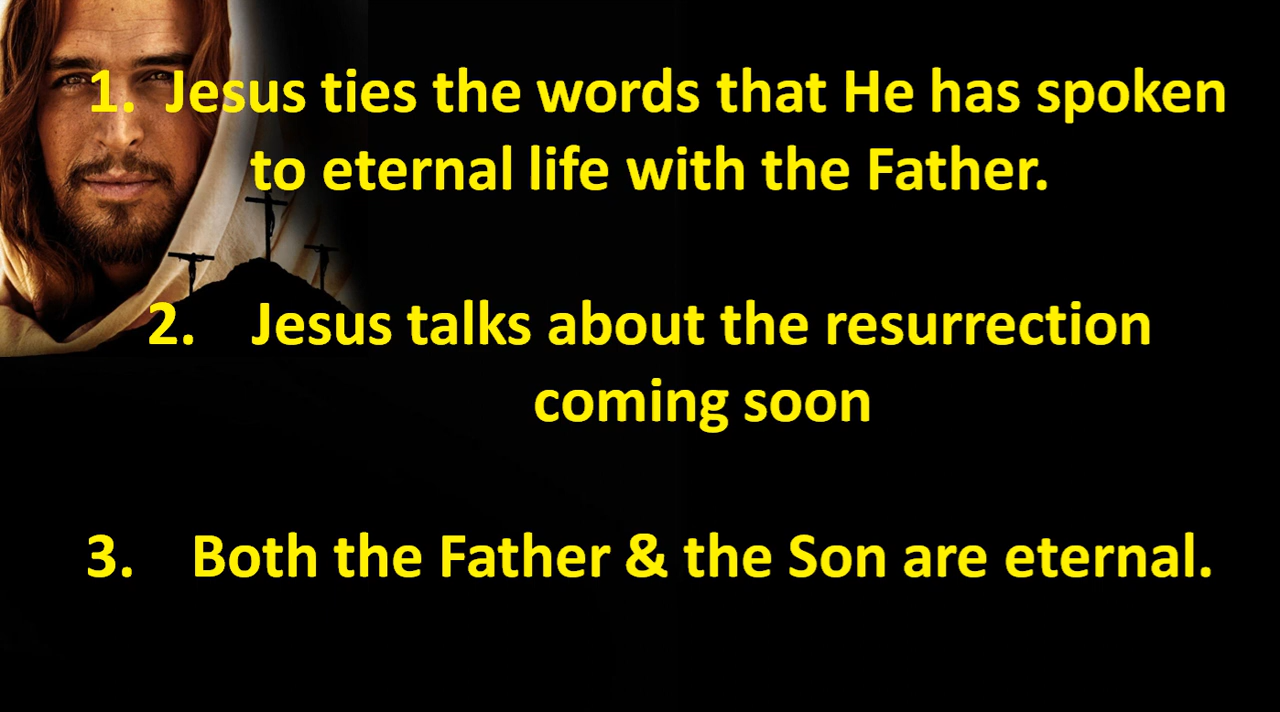 1. Jesus ties the words that He has spoken
to eternal life with the Father.
2. Jesus talks about the resurrection
coming soon
3. Both the Father & the Son are eternal.